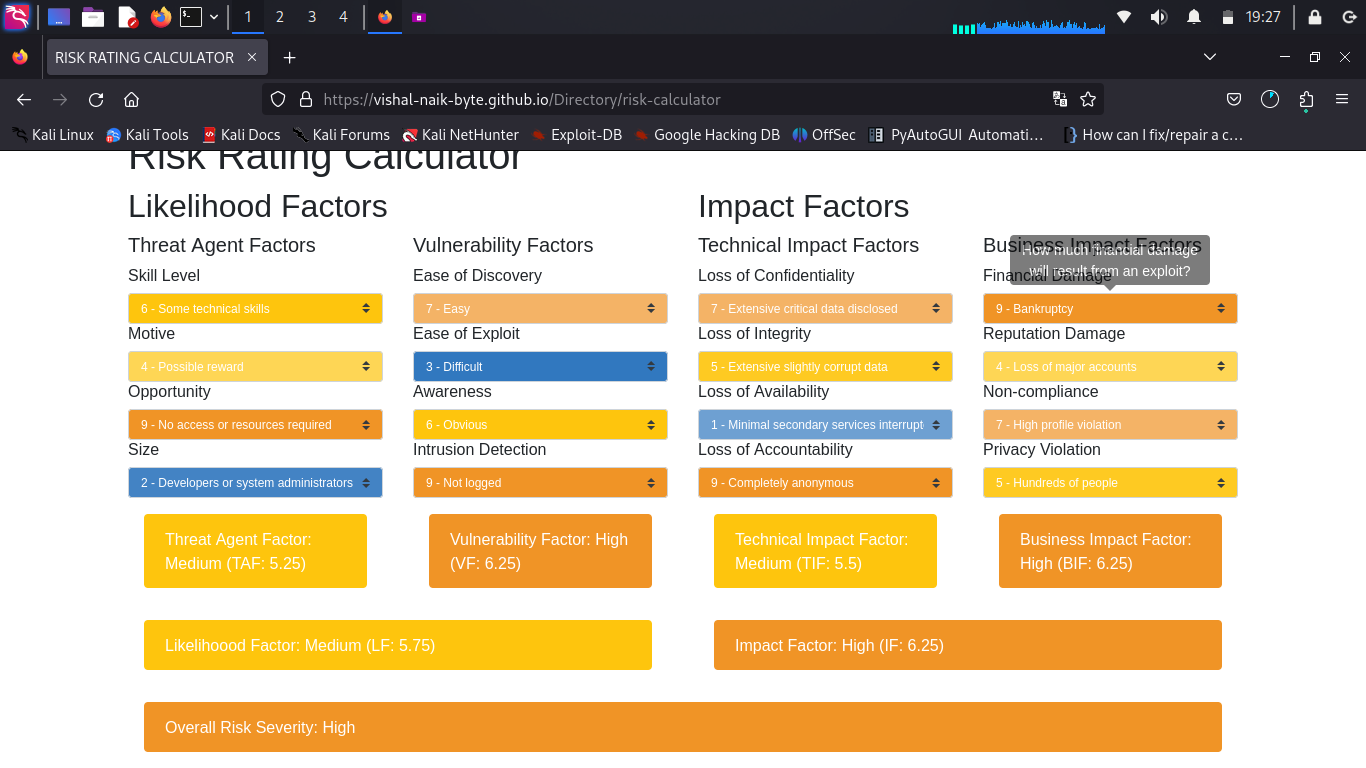 1
2
3
4
19:27
RISK RATING CALCULATOR
https://vishal-naik-byte.github.io/Directory/risk-calculator
Kali Linux
Kali Tools
Kali Docs
Kali Forums
Kali NetHunter
Exploit-DB
Google Hacking DB
OffSec
PyAutoGUI Automati…
How can I fix/repair a c…
Risk Rating Calculator
Likelihood Factors
Threat Agent Factors
Skill Level
6 - Some technical skills
Motive
4 - Possible reward
Opportunity
9 - No access or resources required
Size
2 - Developers or system administrators
Threat Agent Factor:
Medium (TAF: 5.25)
Vulnerability Factors
Ease of Discovery
7 - Easy
Ease of Exploit
3 - Difficult
Awareness
6 - Obvious
Intrusion Detection
9 - Not logged
Vulnerability Factor: High
(VF: 6.25)
Likelihoood Factor: Medium (LF: 5.75)
Impact Factors
Technical Impact Factors
Loss of Confidentiality
7 - Extensive critical data disclosed
Loss of Integrity
5 - Extensive slightly corrupt data
Loss of Availability
1 - Minimal secondary services interrupt
Loss of Accountability
9 - Completely anonymous
Technical Impact Factor:
Medium (TIF: 5.5)
Business Impact Factors
How much financial damage
will result from an exploit?
Financial Damage
9 - Bankruptcy
Reputation Damage
4 - Loss of major accounts
Non-compliance
7 - High profile violation
Privacy Violation
5 - Hundreds of people
Business Impact Factor:
High (BIF: 6.25)
Impact Factor: High (IF: 6.25)
Overall Risk Severity: High